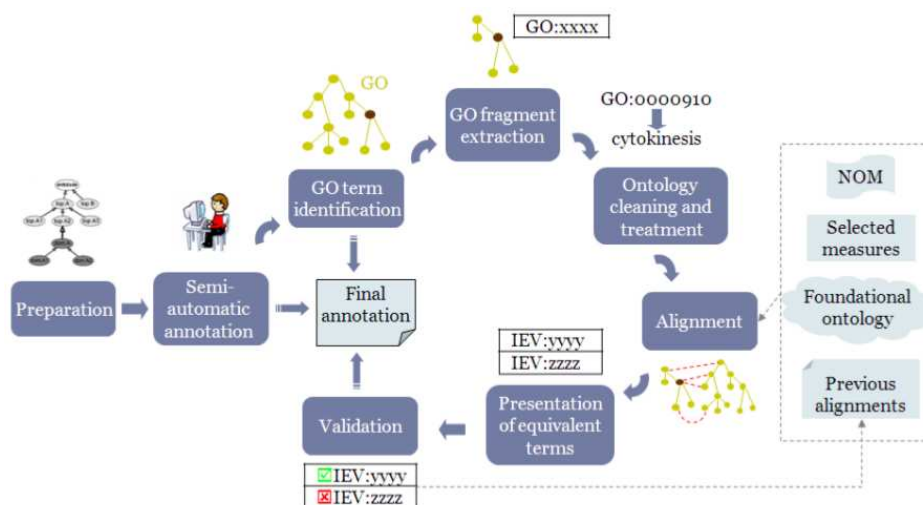 GO:xxxx
GO
GO fragment
extraction
GO:0000910
cytokinesis
NOM
GO term
identification
Ontology
cleaning and
treatment
Selected
measures
Preparation
Semi-
automatic
annotation
Final
annotation
Alignment
Foundational
ontology
IEV:yyyy
IEV:zzzz
Previous
alignments
Validation
Presentation
of equivalent
terms
IEV:yyyy
IEV:zzzz